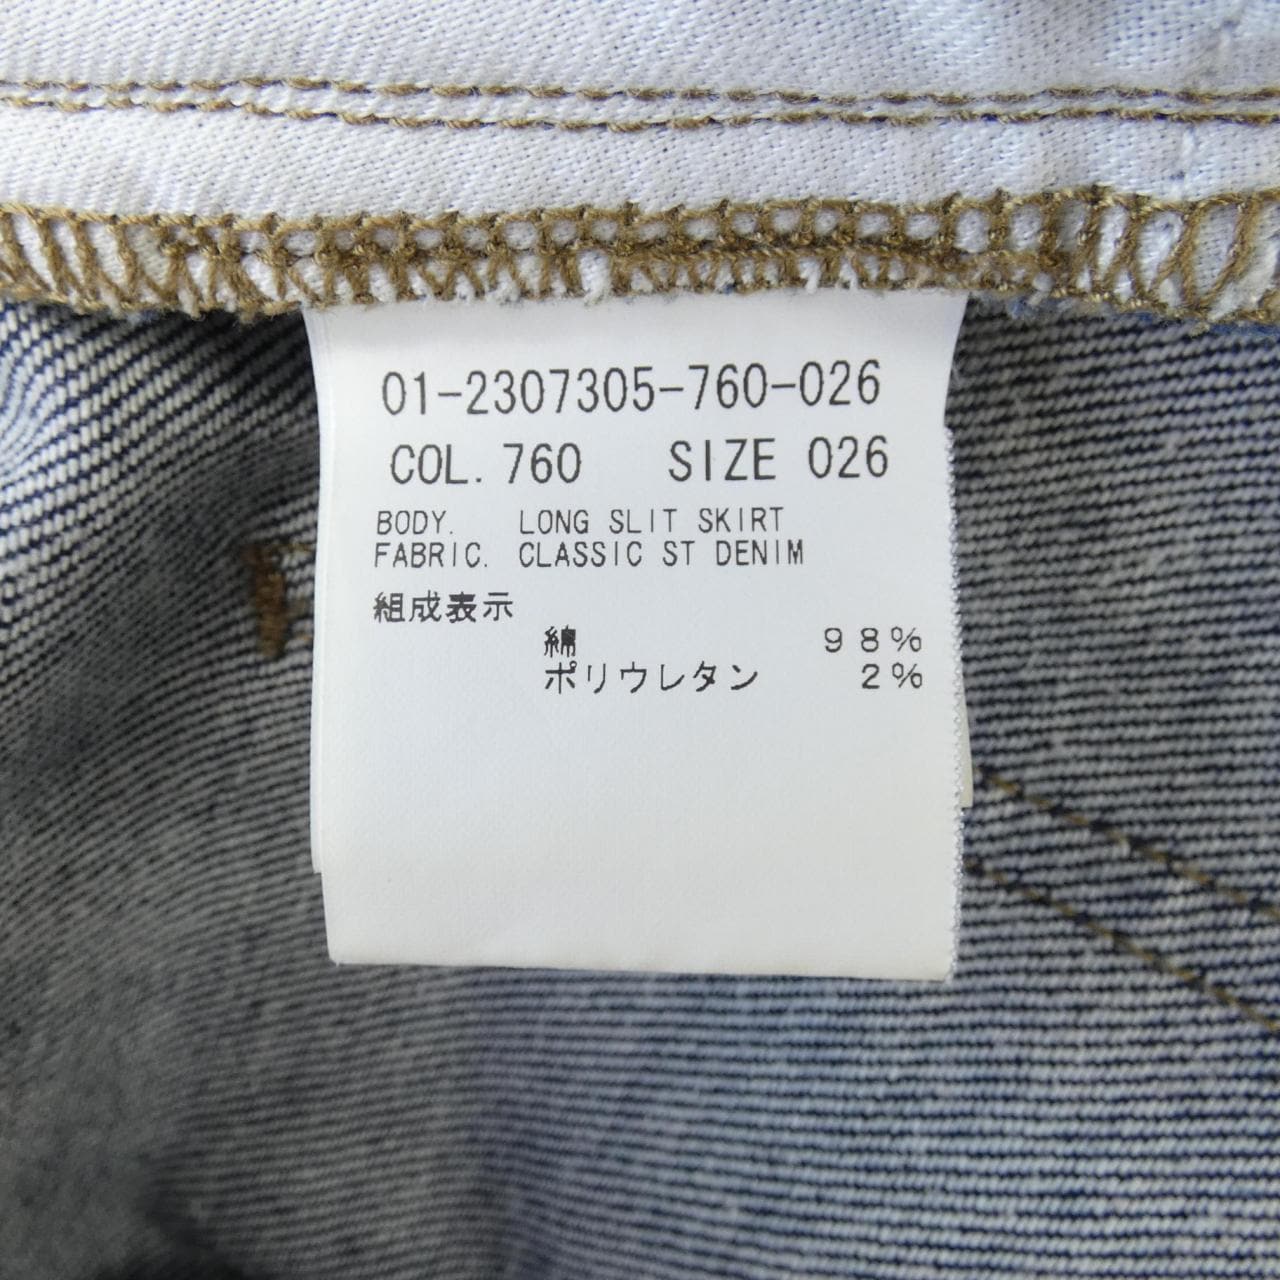 01-2307305-760-026
COL. 760 SIZE 026
BODY. LONG SLIT SKIRT
FABRIC. CLASSIC ST DENIM
組成表示
綿 98%
ポリウレタン 2%